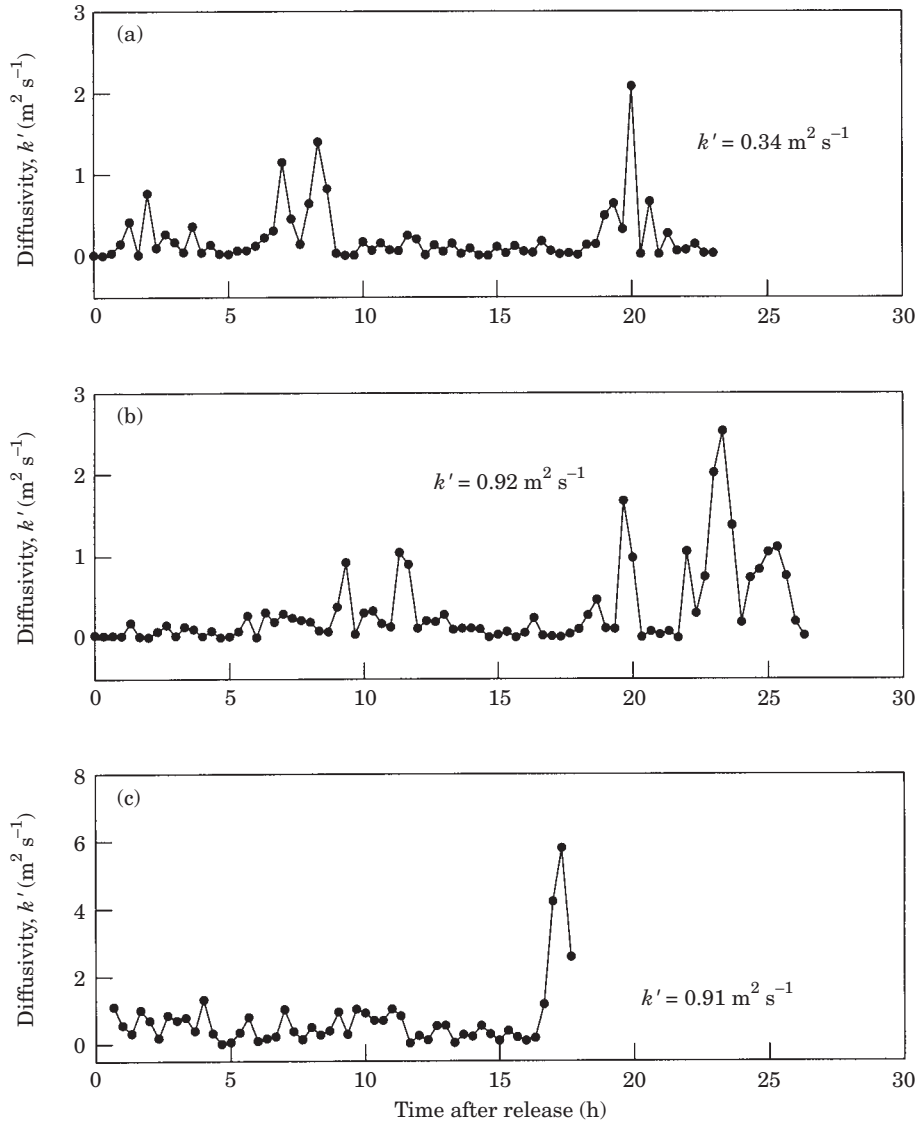 (a)
3
2
1
0
Diffusivity, k' (m² s⁻¹)
k' = 0.34 m² s⁻¹
0 5 10 15 20 25 30
(b)
3
2
1
0
Diffusivity, k' (m² s⁻¹)
k' = 0.92 m² s⁻¹
0 5 10 15 20 25 30
(c)
8
6
4
2
0
Diffusivity, k' (m² s⁻¹)
k' = 0.91 m² s⁻¹
0 5 10 15 20 25 30
Time after release (h)